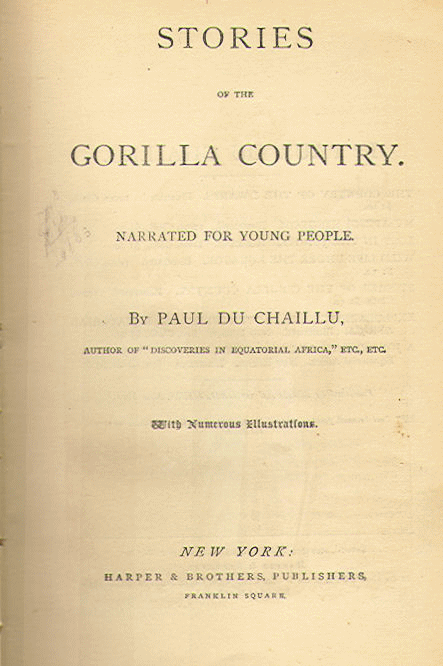 STORIES
OF THE
GORILLA COUNTRY.
NARRATED FOR YOUNG PEOPLE.
BY PAUL DU CHAILLU,
AUTHOR OF "DISCOVERIES IN EQUATORIAL AFRICA," ETC., ETC.
With Numerous Illustrations.
NEW YORK:
HARPER & BROTHERS, PUBLISHERS,
FRANKLIN SQUARE.